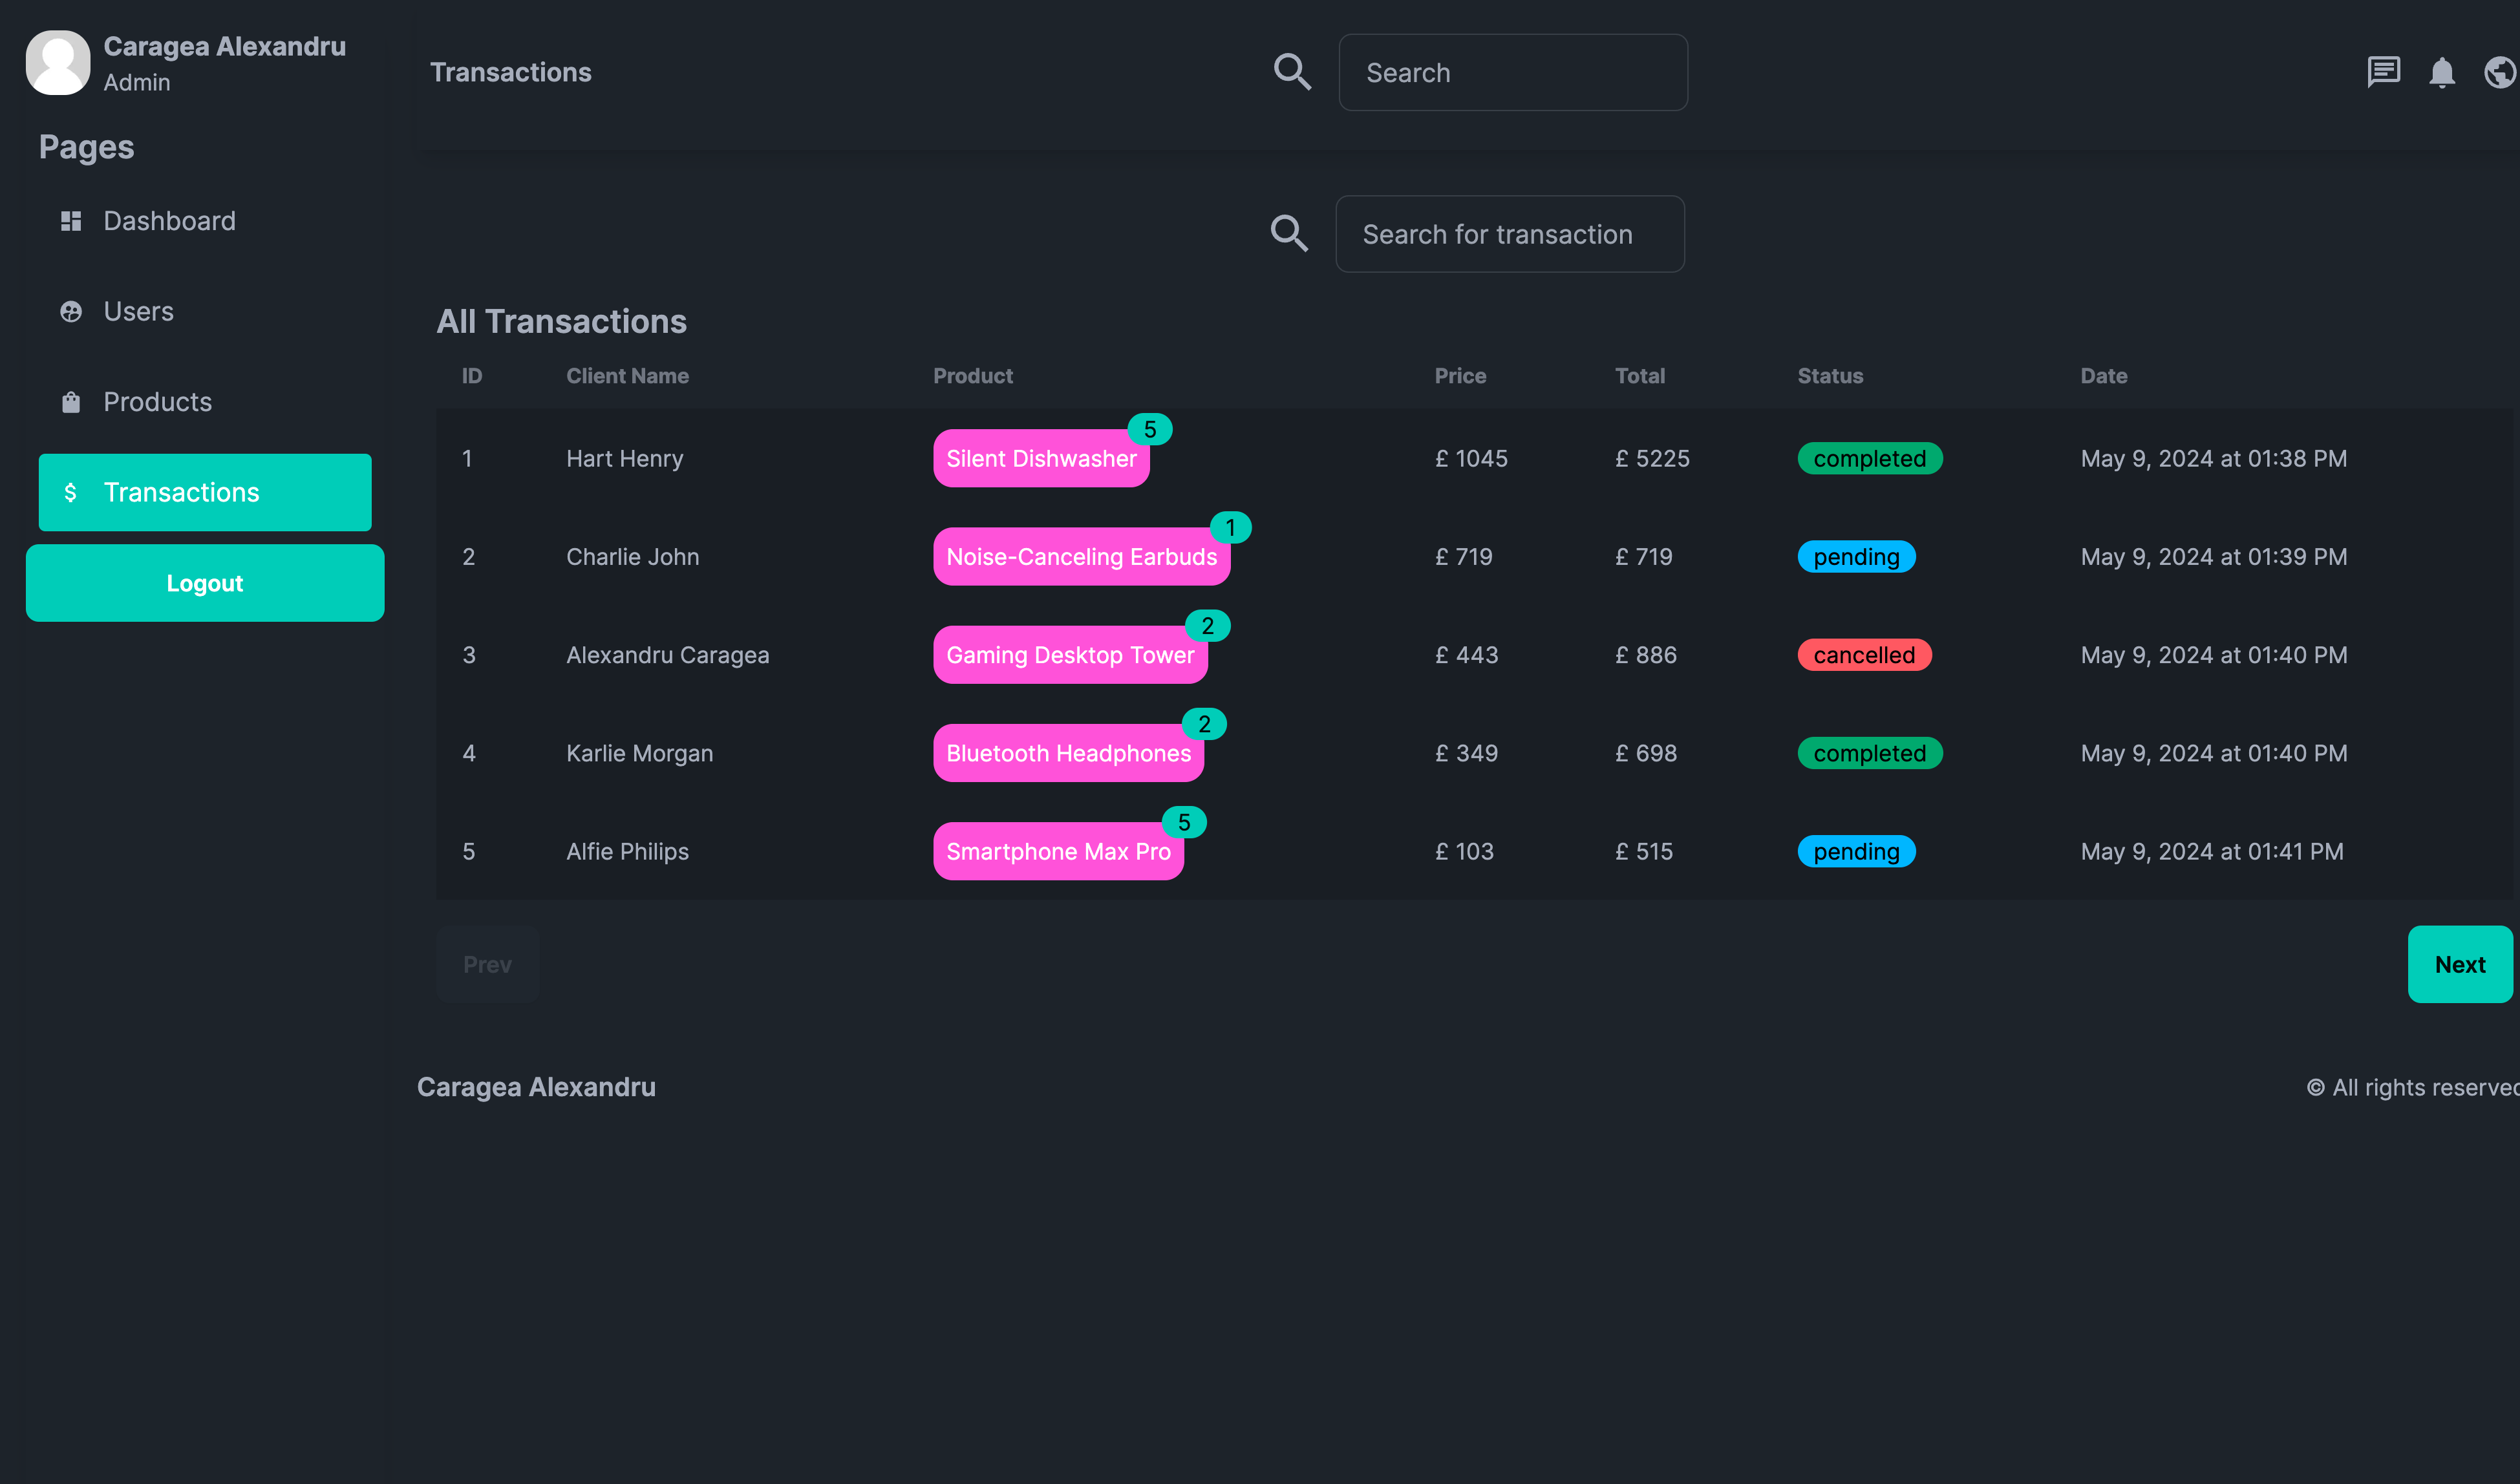 Caragea Alexandru
Admin
Pages
Dashboard
Users
Products
$ Transactions
Logout
Transactions
Search
Search for transaction
All Transactions
ID Client Name Product Price Total Status Date
1 Hart Henry Silent Dishwasher 5 £ 1045 £ 5225 completed May 9, 2024 at 01:38 PM
2 Charlie John Noise-Canceling Earbuds 1 £ 719 £ 719 pending May 9, 2024 at 01:39 PM
3 Alexandru Caragea Gaming Desktop Tower 2 £ 443 £ 886 cancelled May 9, 2024 at 01:40 PM
4 Karlie Morgan Bluetooth Headphones 2 £ 349 £ 698 completed May 9, 2024 at 01:40 PM
5 Alfie Philips Smartphone Max Pro 5 £ 103 £ 515 pending May 9, 2024 at 01:41 PM
Prev Next
Caragea Alexandru © All rights reserved